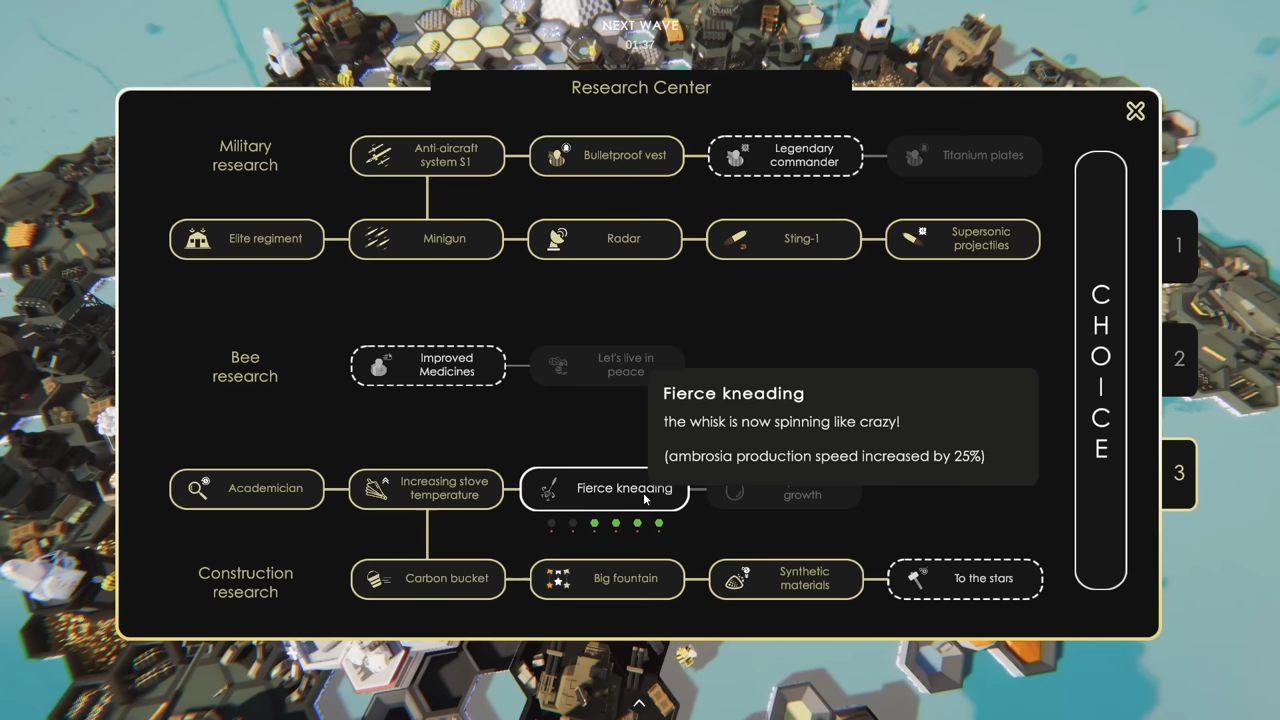 NEXT WAVE
01:37
Research Center
Military
research
Anti-aircraft
system S1
Bulletproof vest
Legendary
commander
Titanium plates
Elite regiment
Minigun
Radar
Sting-1
Supersonic
projectiles
Bee
research
Improved
Medicines
Let's live in
peace
Fierce kneading
the whisk is now spinning like crazy!
(ambrosia production speed increased by 25%)
Academician
Increasing stove
temperature
Fierce kneading
growth
Construction
research
Carbon bucket
Big fountain
Synthetic
materials
To the stars
CHOICE
1
2
3